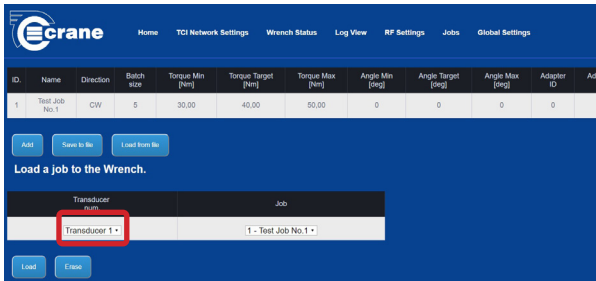 crane
Home TCI Network Settings Wrench Status Log View RF Settings Jobs Global Settings
ID. Name Direction Batch size Torque Min [Nm] Torque Target [Nm] Torque Max [Nm] Angle Min [deg] Angle Target [deg] Angle Max [deg] Adapter ID
1 Test Job No.1 CW 5 30,00 40,00 50,00 0 0 0 0
Add Save to file Load from file
Load a job to the Wrench.
Transducer num. Job
Transducer 1 1 - Test Job No.1
Load Erase